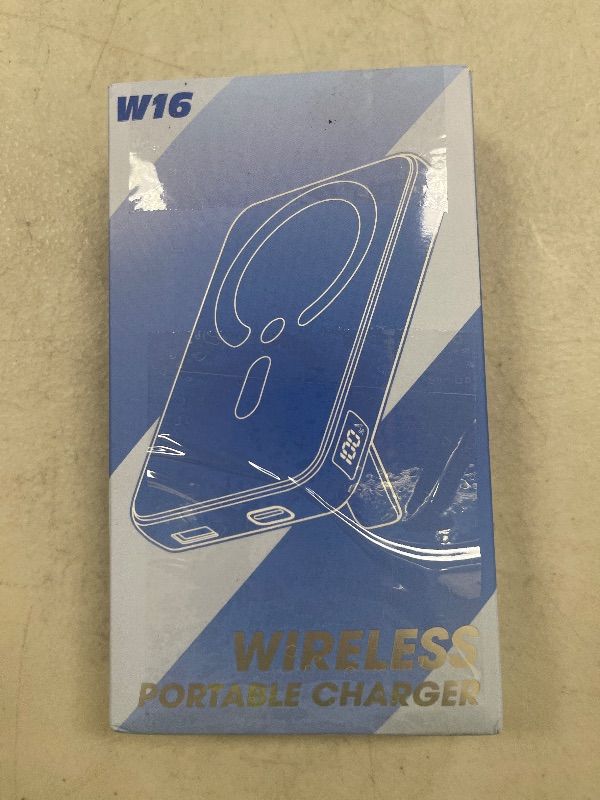 W16
100%
WIRELESS
PORTABLE CHARGER